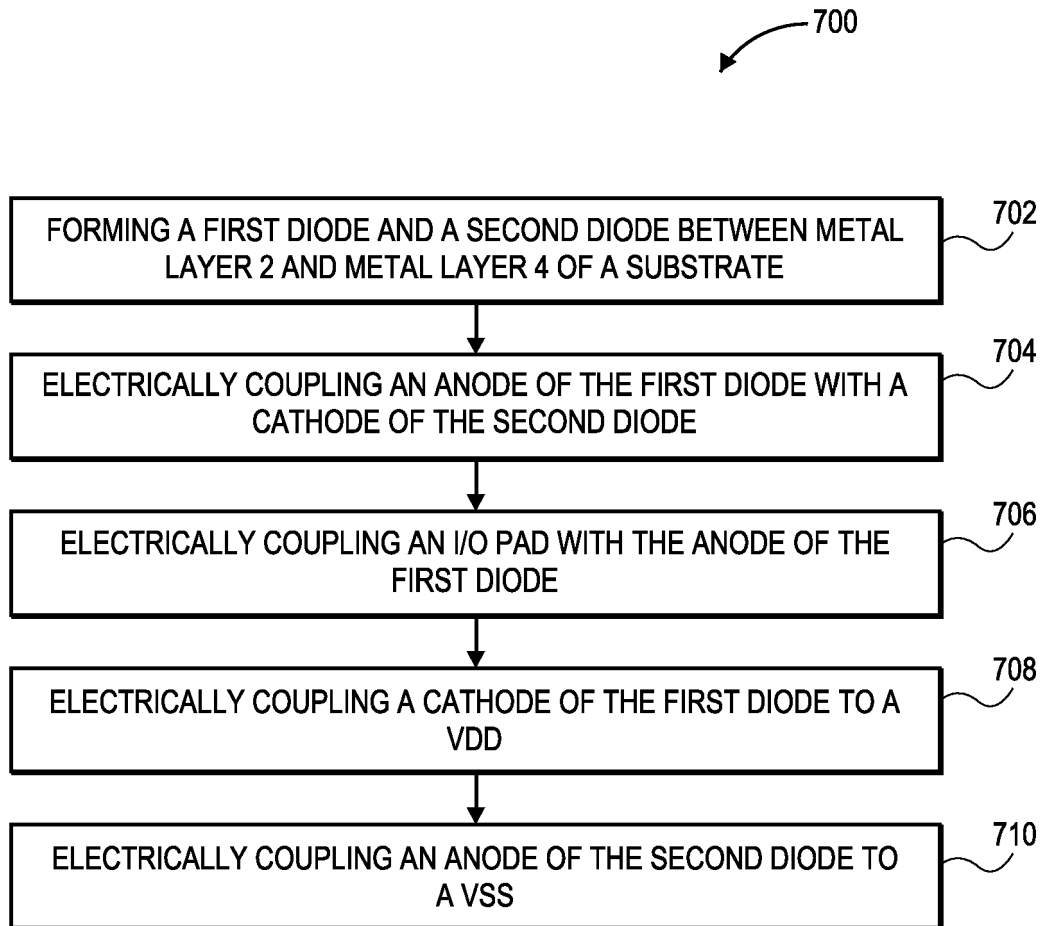 700
FORMING A FIRST DIODE AND A SECOND DIODE BETWEEN METAL
LAYER 2 AND METAL LAYER 4 OF A SUBSTRATE
702
ELECTRICALLY COUPLING AN ANODE OF THE FIRST DIODE WITH A
CATHODE OF THE SECOND DIODE
704
ELECTRICALLY COUPLING AN I/O PAD WITH THE ANODE OF THE
FIRST DIODE
706
ELECTRICALLY COUPLING A CATHODE OF THE FIRST DIODE TO A
VDD
708
ELECTRICALLY COUPLING AN ANODE OF THE SECOND DIODE TO
A VSS
710